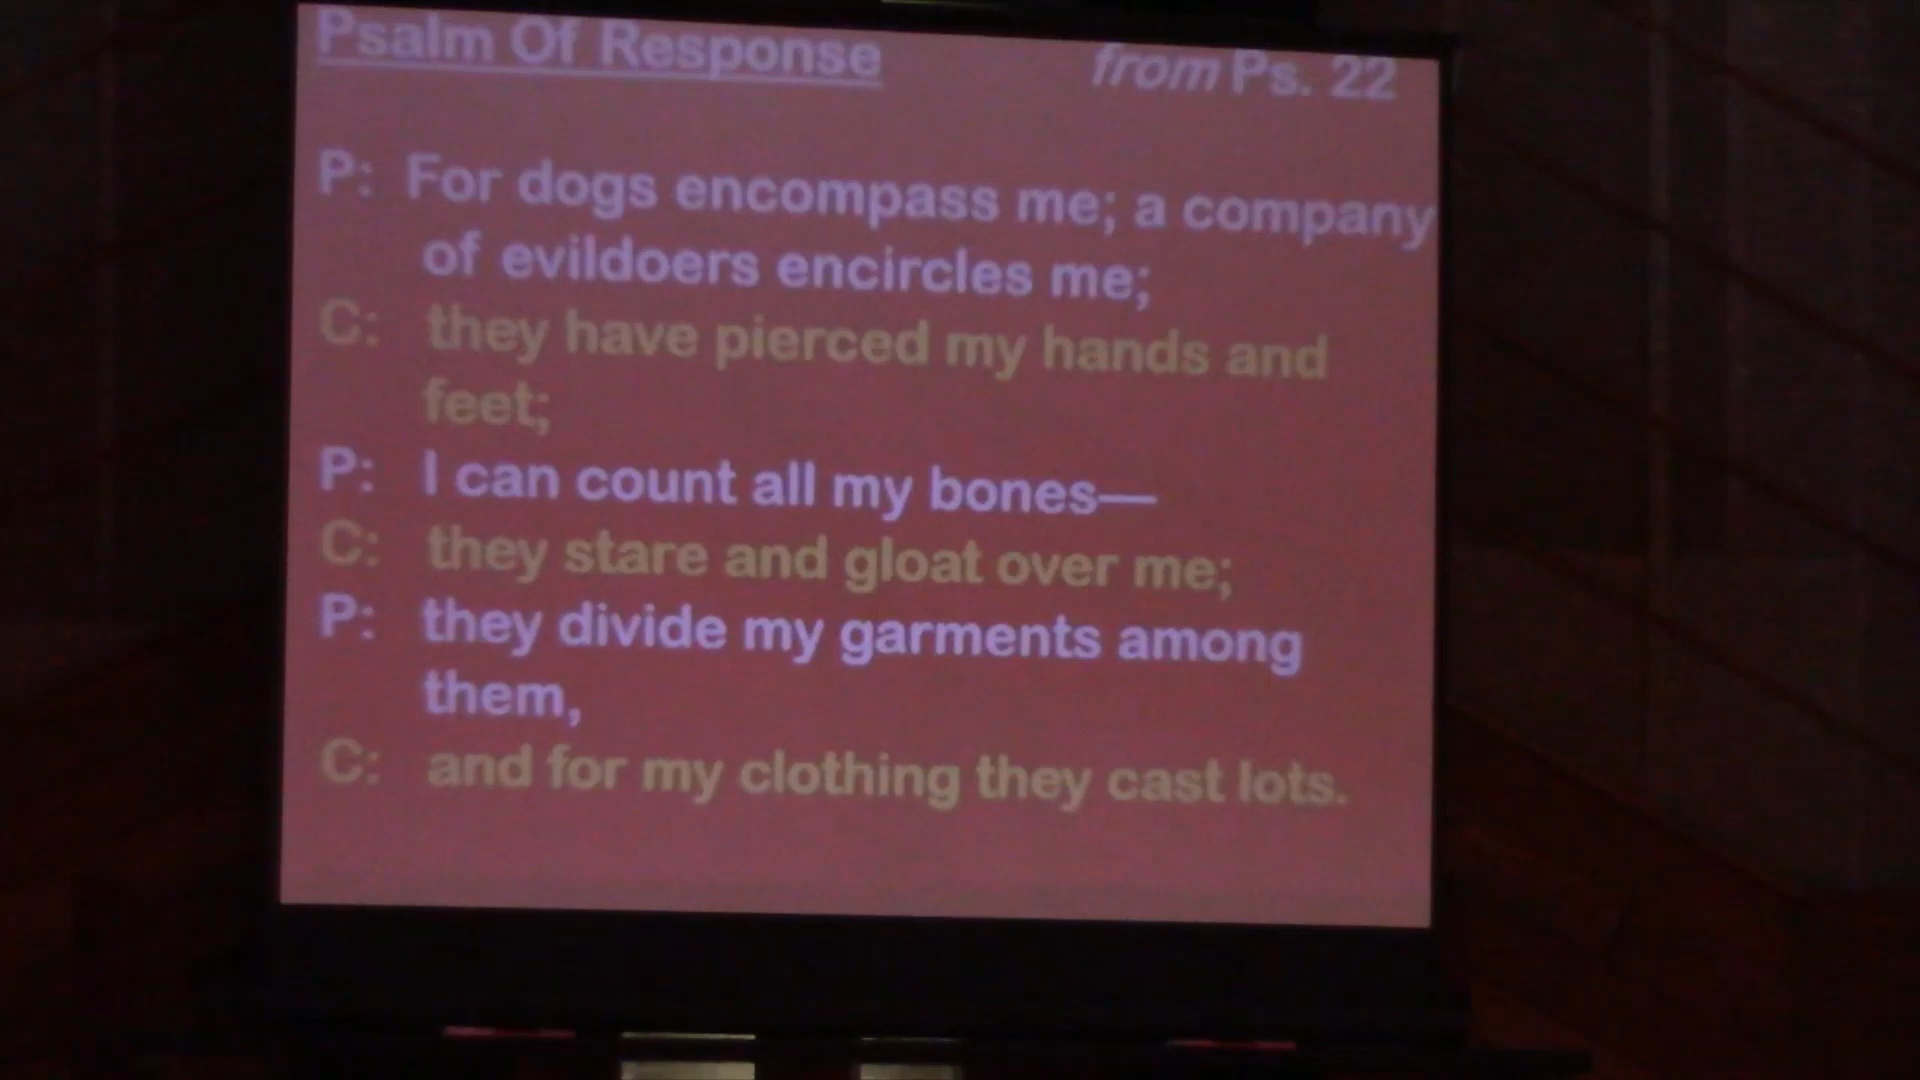 Psalm Of Response from Ps. 22
P: For dogs encompass me; a company
of evildoers encircles me;
C: they have pierced my hands and
feet;
P: I can count all my bones—
C: they stare and gloat over me;
P: they divide my garments among
them,
C: and for my clothing they cast lots.